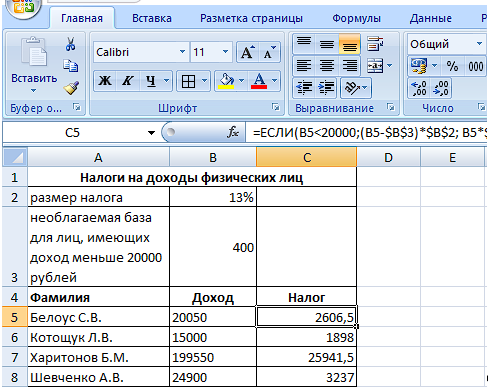 Главная Вставка Разметка страницы Формулы Данные
Calibri 11 А А Общий
Вставить Ж К Ч А % 000
Буфер о... Шрифт Выравнивание Число
C5 fx =ЕСЛИ(B5<20000;(B5-$B$3)*$B$2; B5*
A B C D E
1 Налоги на доходы физических лиц
2 размер налога 13%
необлагаемая база
для лиц, имеющих
доход меньше 20000 400
3 рублей
4 Фамилия Доход Налог
5 Белоус С.В. 20050 2606,5
6 Котощук Л.В. 15000 1898
7 Харитонов Б.М. 199550 25941,5
8 Шевченко А.В. 24900 3237